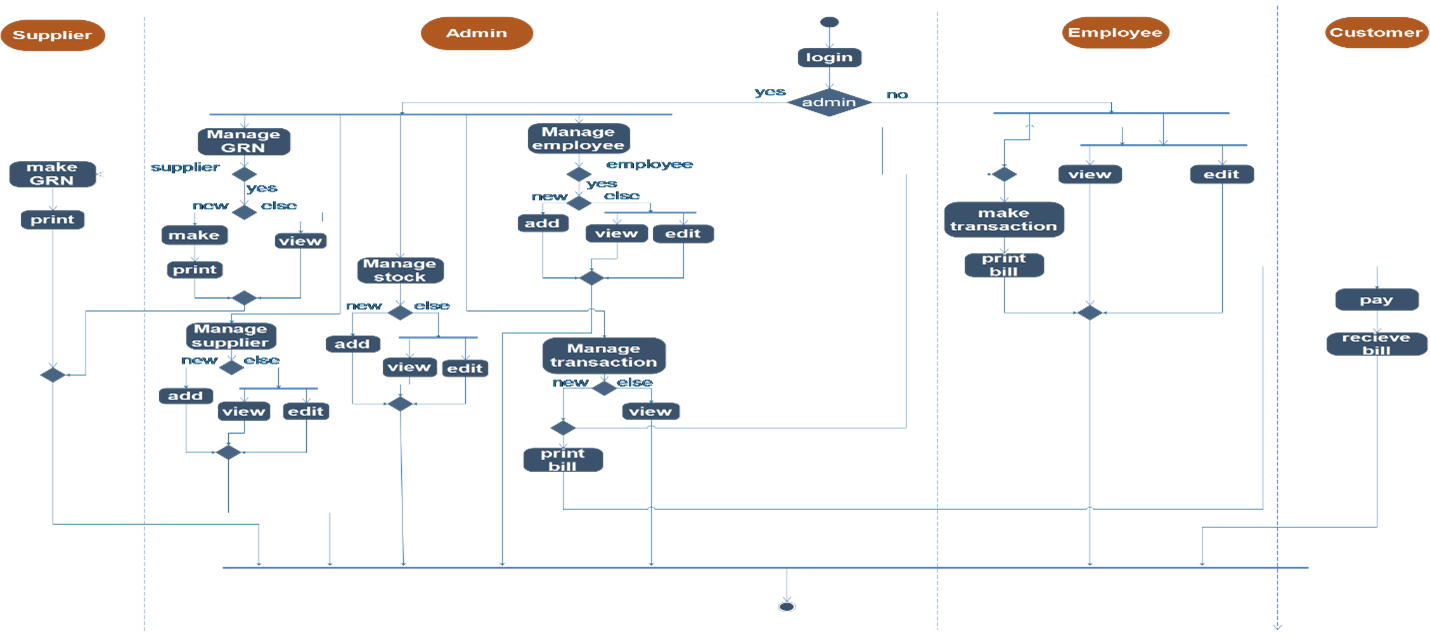 Supplier
Admin
Employee
Customer
login
yes
admin
no
Manage
GRN
Manage
employee
make
GRN
supplier
yes
employee
yes
view
edit
new
else
new
else
print
make
view
add
view
edit
make
transaction
print
Manage
stock
print
bill
new
else
pay
Manage
supplier
add
Manage
transaction
recieve
bill
new
else
view
edit
new
else
add
view
edit
view
print
bill